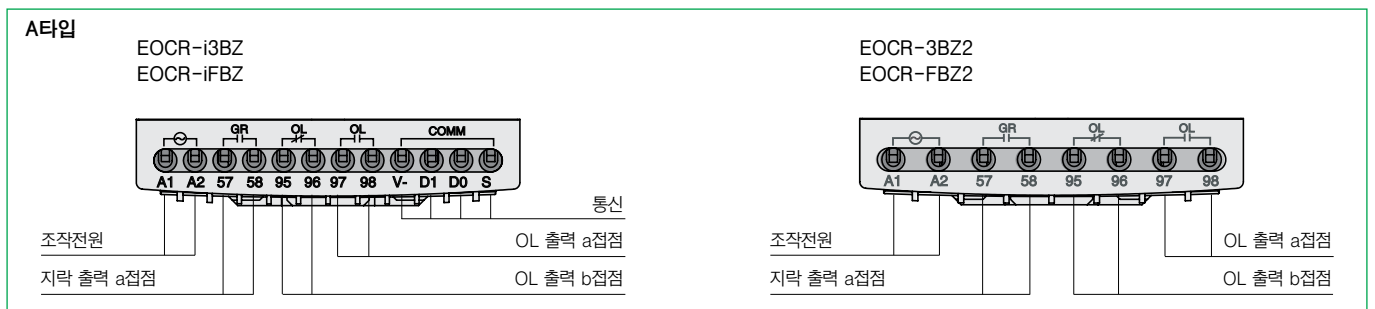 A타입
EOCR-i3BZ
EOCR-iFBZ
GR OL OL COMM
A1 A2 57 58 95 96 97 98 V- D1 D0 S
통신
조작전원 OL 출력 a접점
지락 출력 a접점 OL 출력 b접점
EOCR-3BZ2
EOCR-FBZ2
GR OL OL
A1 A2 57 58 95 96 97 98
조작전원 OL 출력 a접점
지락 출력 a접점 OL 출력 b접점